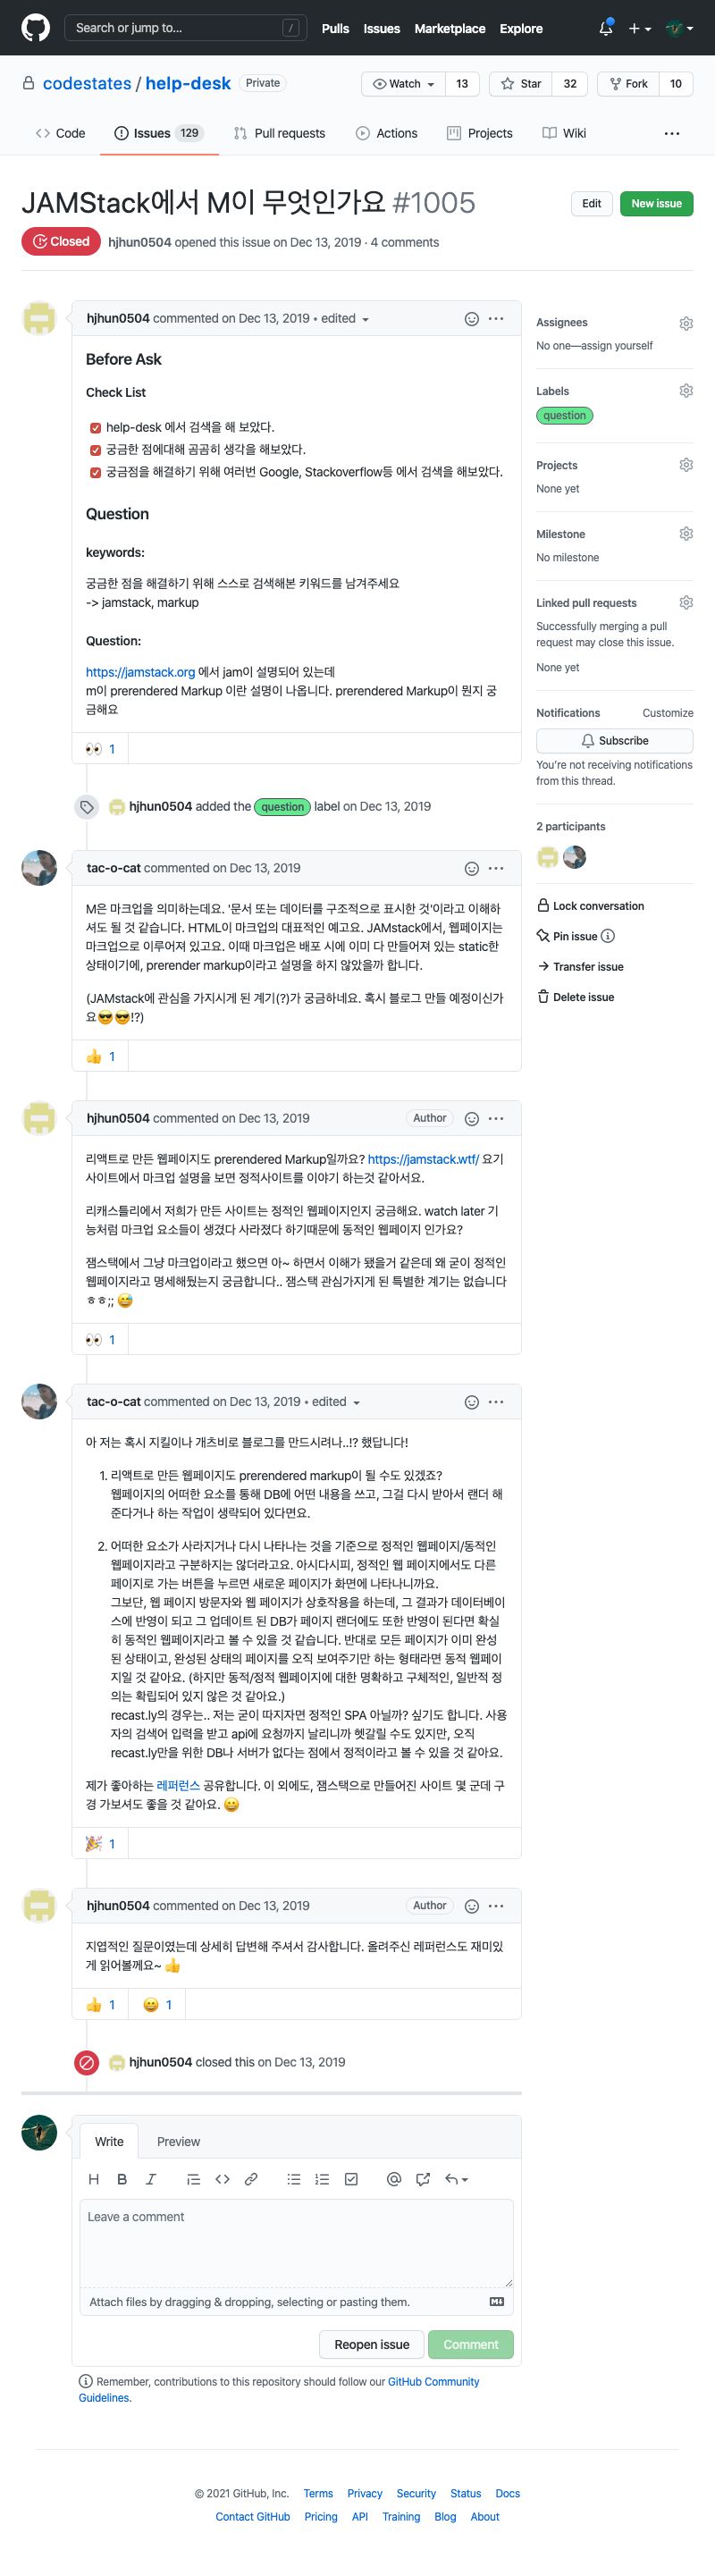 Search or jump to... /
Pulls Issues Marketplace Explore
codestates / help-desk Private
Watch 13 Star 32 Fork 10
Code Issues 129 Pull requests Actions Projects Wiki
JAMStack에서 M이 무엇인가요 #1005
Edit New issue
Closed hjhun0504 opened this issue on Dec 13, 2019 · 4 comments
hjhun0504 commented on Dec 13, 2019 • edited
Before Ask
Check List
help-desk 에서 검색을 해 보았다.
궁금한 점에대해 곰곰히 생각을 해보았다.
궁금점을 해결하기 위해 여러번 Google, Stackoverflow등 에서 검색을 해보았다.
Question
keywords:
궁금한 점을 해결하기 위해 스스로 검색해본 키워드를 남겨주세요
-> jamstack, markup
Question:
https://jamstack.org 에서 jam이 설명되어 있는데
m이 prerendered Markup 이란 설명이 나옵니다. prerendered Markup이 뭔지 궁
금해요
👀 1
Assignees
No one—assign yourself
Labels
question
Projects
None yet
Milestone
No milestone
Linked pull requests
Successfully merging a pull
request may close this issue.
None yet
Notifications Customize
Subscribe
You're not receiving notifications
from this thread.
2 participants
Lock conversation
Pin issue
Transfer issue
Delete issue
hjhun0504 added the question label on Dec 13, 2019
tac-o-cat commented on Dec 13, 2019
M은 마크업을 의미하는데요. '문서 또는 데이터를 구조적으로 표시한 것'이라고 이해하
셔도 될 것 같습니다. HTML이 마크업의 대표적인 예고요. JAMstack에서, 웹페이지는
마크업으로 이루어져 있고요. 이때 마크업은 배포 시에 이미 다 만들어져 있는 static한
상태이기에, prerender markup이라고 설명을 하지 않았을까 합니다.
(JAMstack에 관심을 가지시게 된 계기(?)가 궁금하네요. 혹시 블로그 만들 예정이신가
요😎😎!?)
👍 1
hjhun0504 commented on Dec 13, 2019 Author
리액트로 만든 웹페이지도 prerendered Markup일까요? https://jamstack.wtf/ 요기
사이트에서 마크업 설명을 보면 정적사이트를 이야기 하는것 같아서요.
리캐스틀리에서 저희가 만든 사이트는 정적인 웹페이지인지 궁금해요. watch later 기
능처럼 마크업 요소들이 생겼다 사라졌다 하기때문에 동적인 웹페이지 인가요?
잼스택에서 그냥 마크업이라고 했으면 아~ 하면서 이해가 됐을거 같은데 왜 굳이 정적인
웹페이지라고 명세해뒀는지 궁금합니다.. 잼스택 관심가지게 된 특별한 계기는 없습니다
ㅎㅎ;; 😅
👀 1
tac-o-cat commented on Dec 13, 2019 • edited
아 저는 혹시 지킬이나 개츠비로 블로그를 만드시려나..!? 했답니다!
1. 리액트로 만든 웹페이지도 prerendered markup이 될 수도 있겠죠?
웹페이지의 어떠한 요소를 통해 DB에 어떤 내용을 쓰고, 그걸 다시 받아서 랜더 해
준다거나 하는 작업이 생략되어 있다면요.
2. 어떠한 요소가 사라지거나 다시 나타나는 것을 기준으로 정적인 웹페이지/동적인
웹페이지라고 구분하지는 않더라고요. 아시다시피, 정적인 웹 페이지에서도 다른
페이지로 가는 버튼을 누르면 새로운 페이지가 화면에 나타나니까요.
그보단, 웹 페이지 방문자와 웹 페이지가 상호작용을 하는데, 그 결과가 데이터베이
스에 반영이 되고 그 업데이트 된 DB가 페이지 랜더에도 또한 반영이 된다면 확실
히 동적인 웹페이지라고 볼 수 있을 것 같습니다. 반대로 모든 페이지가 이미 완성
된 상태이고, 완성된 상태의 페이지를 오직 보여주기만 하는 형태라면 동적 웹페이
지일 것 같아요. (하지만 동적/정적 웹페이지에 대한 명확하고 구체적인, 일반적 정
의는 확립되어 있지 않은 것 같아요.)
recast.ly의 경우는.. 저는 굳이 따지자면 정적인 SPA 아닐까? 싶기도 합니다. 사용
자의 검색어 입력을 받고 api에 요청까지 날리니까 헷갈릴 수도 있지만, 오직
recast.ly만을 위한 DB나 서버가 없다는 점에서 정적이라고 볼 수 있을 것 같아요.
제가 좋아하는 레퍼런스 공유합니다. 이 외에도, 잼스택으로 만들어진 사이트 몇 군데 구
경 가보셔도 좋을 것 같아요. 😀
🎉 1
hjhun0504 commented on Dec 13, 2019 Author
지엽적인 질문이였는데 상세히 답변해 주셔서 감사합니다. 올려주신 레퍼런스도 재미있
게 읽어볼께요~ 👍
👍 1 😄 1
hjhun0504 closed this on Dec 13, 2019
Write Preview
Leave a comment
Attach files by dragging & dropping, selecting or pasting them.
Reopen issue Comment
Remember, contributions to this repository should follow our GitHub Community
Guidelines.
© 2021 GitHub, Inc. Terms Privacy Security Status Docs
Contact GitHub Pricing API Training Blog About